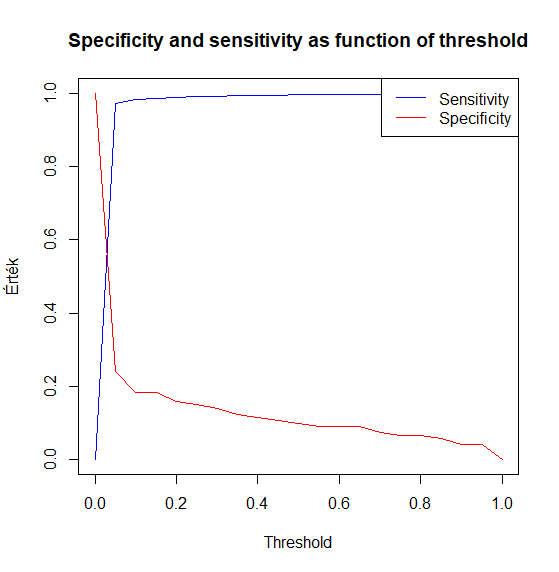 Specificity and sensitivity as function of threshold
Sensitivity
Specificity
1.0
0.8
0.6
0.4
0.2
0.0
Érték
0.0 0.2 0.4 0.6 0.8 1.0
Threshold